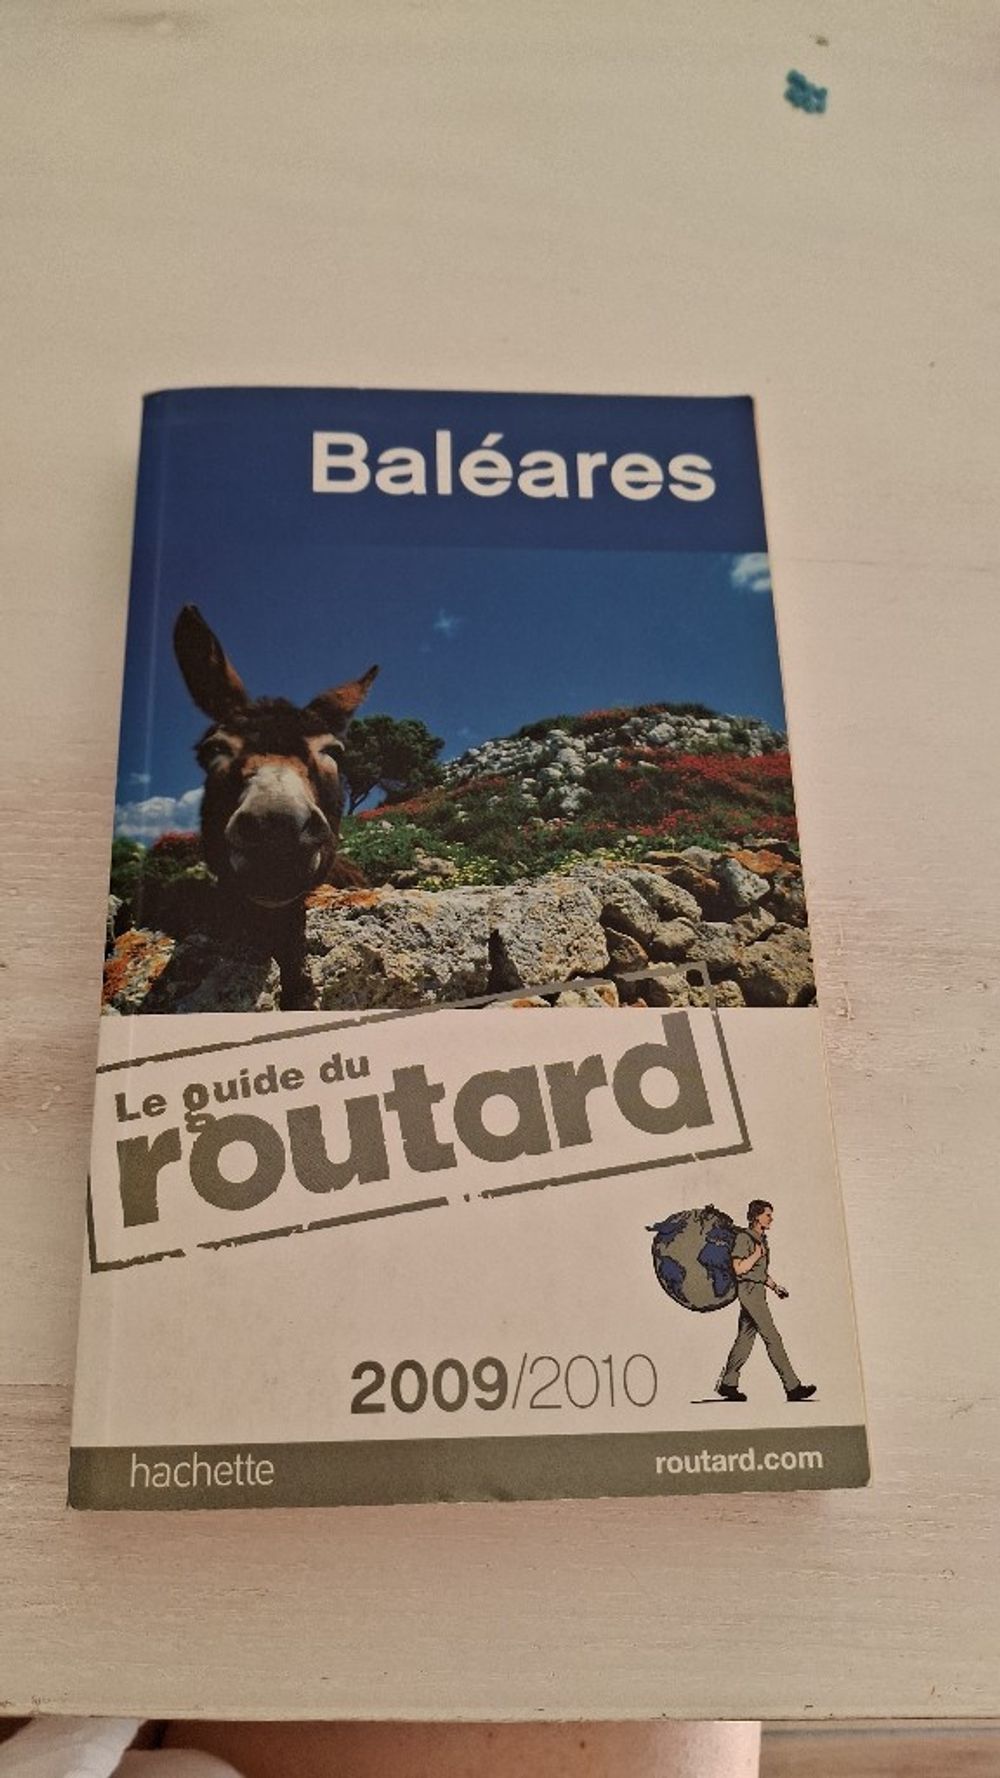 Baléares
Le guide du
routard
2009/2010
hachette
routard.com